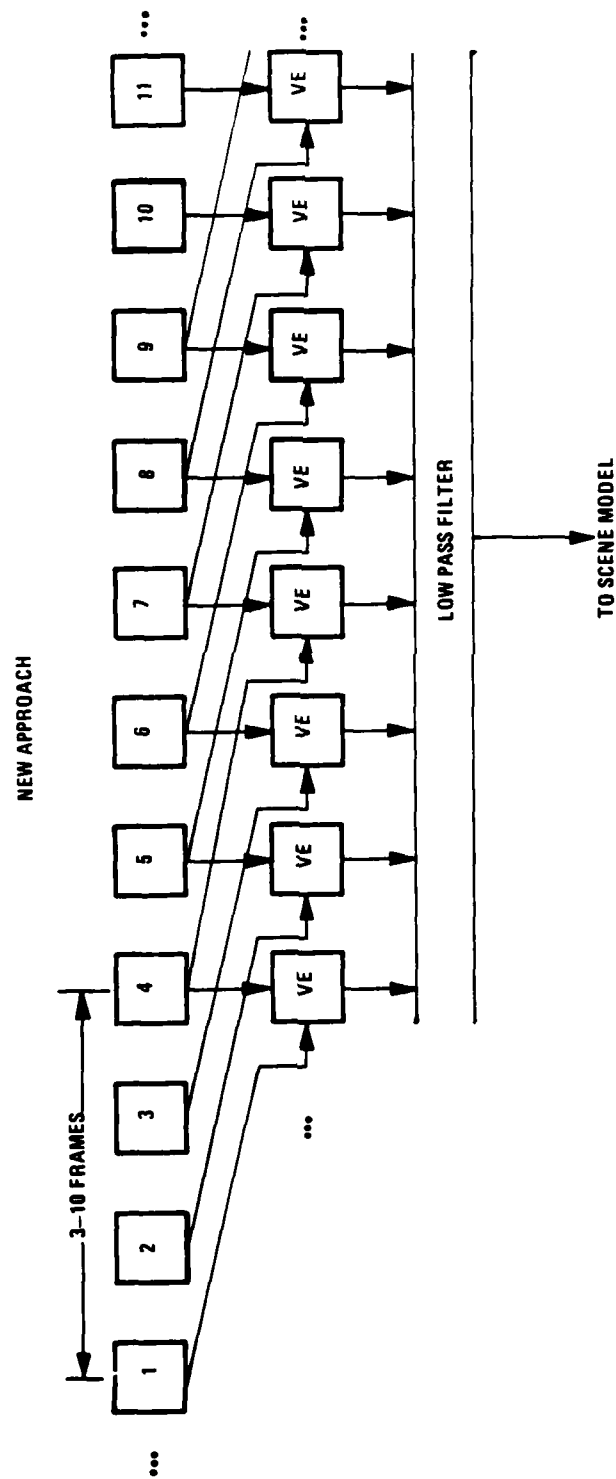 NEW APPROACH
3–10 FRAMES
... 1 2 3 4 5 6 7 8 9 10 11 ...
... VE VE VE VE VE VE VE VE ...
LOW PASS FILTER
TO SCENE MODEL